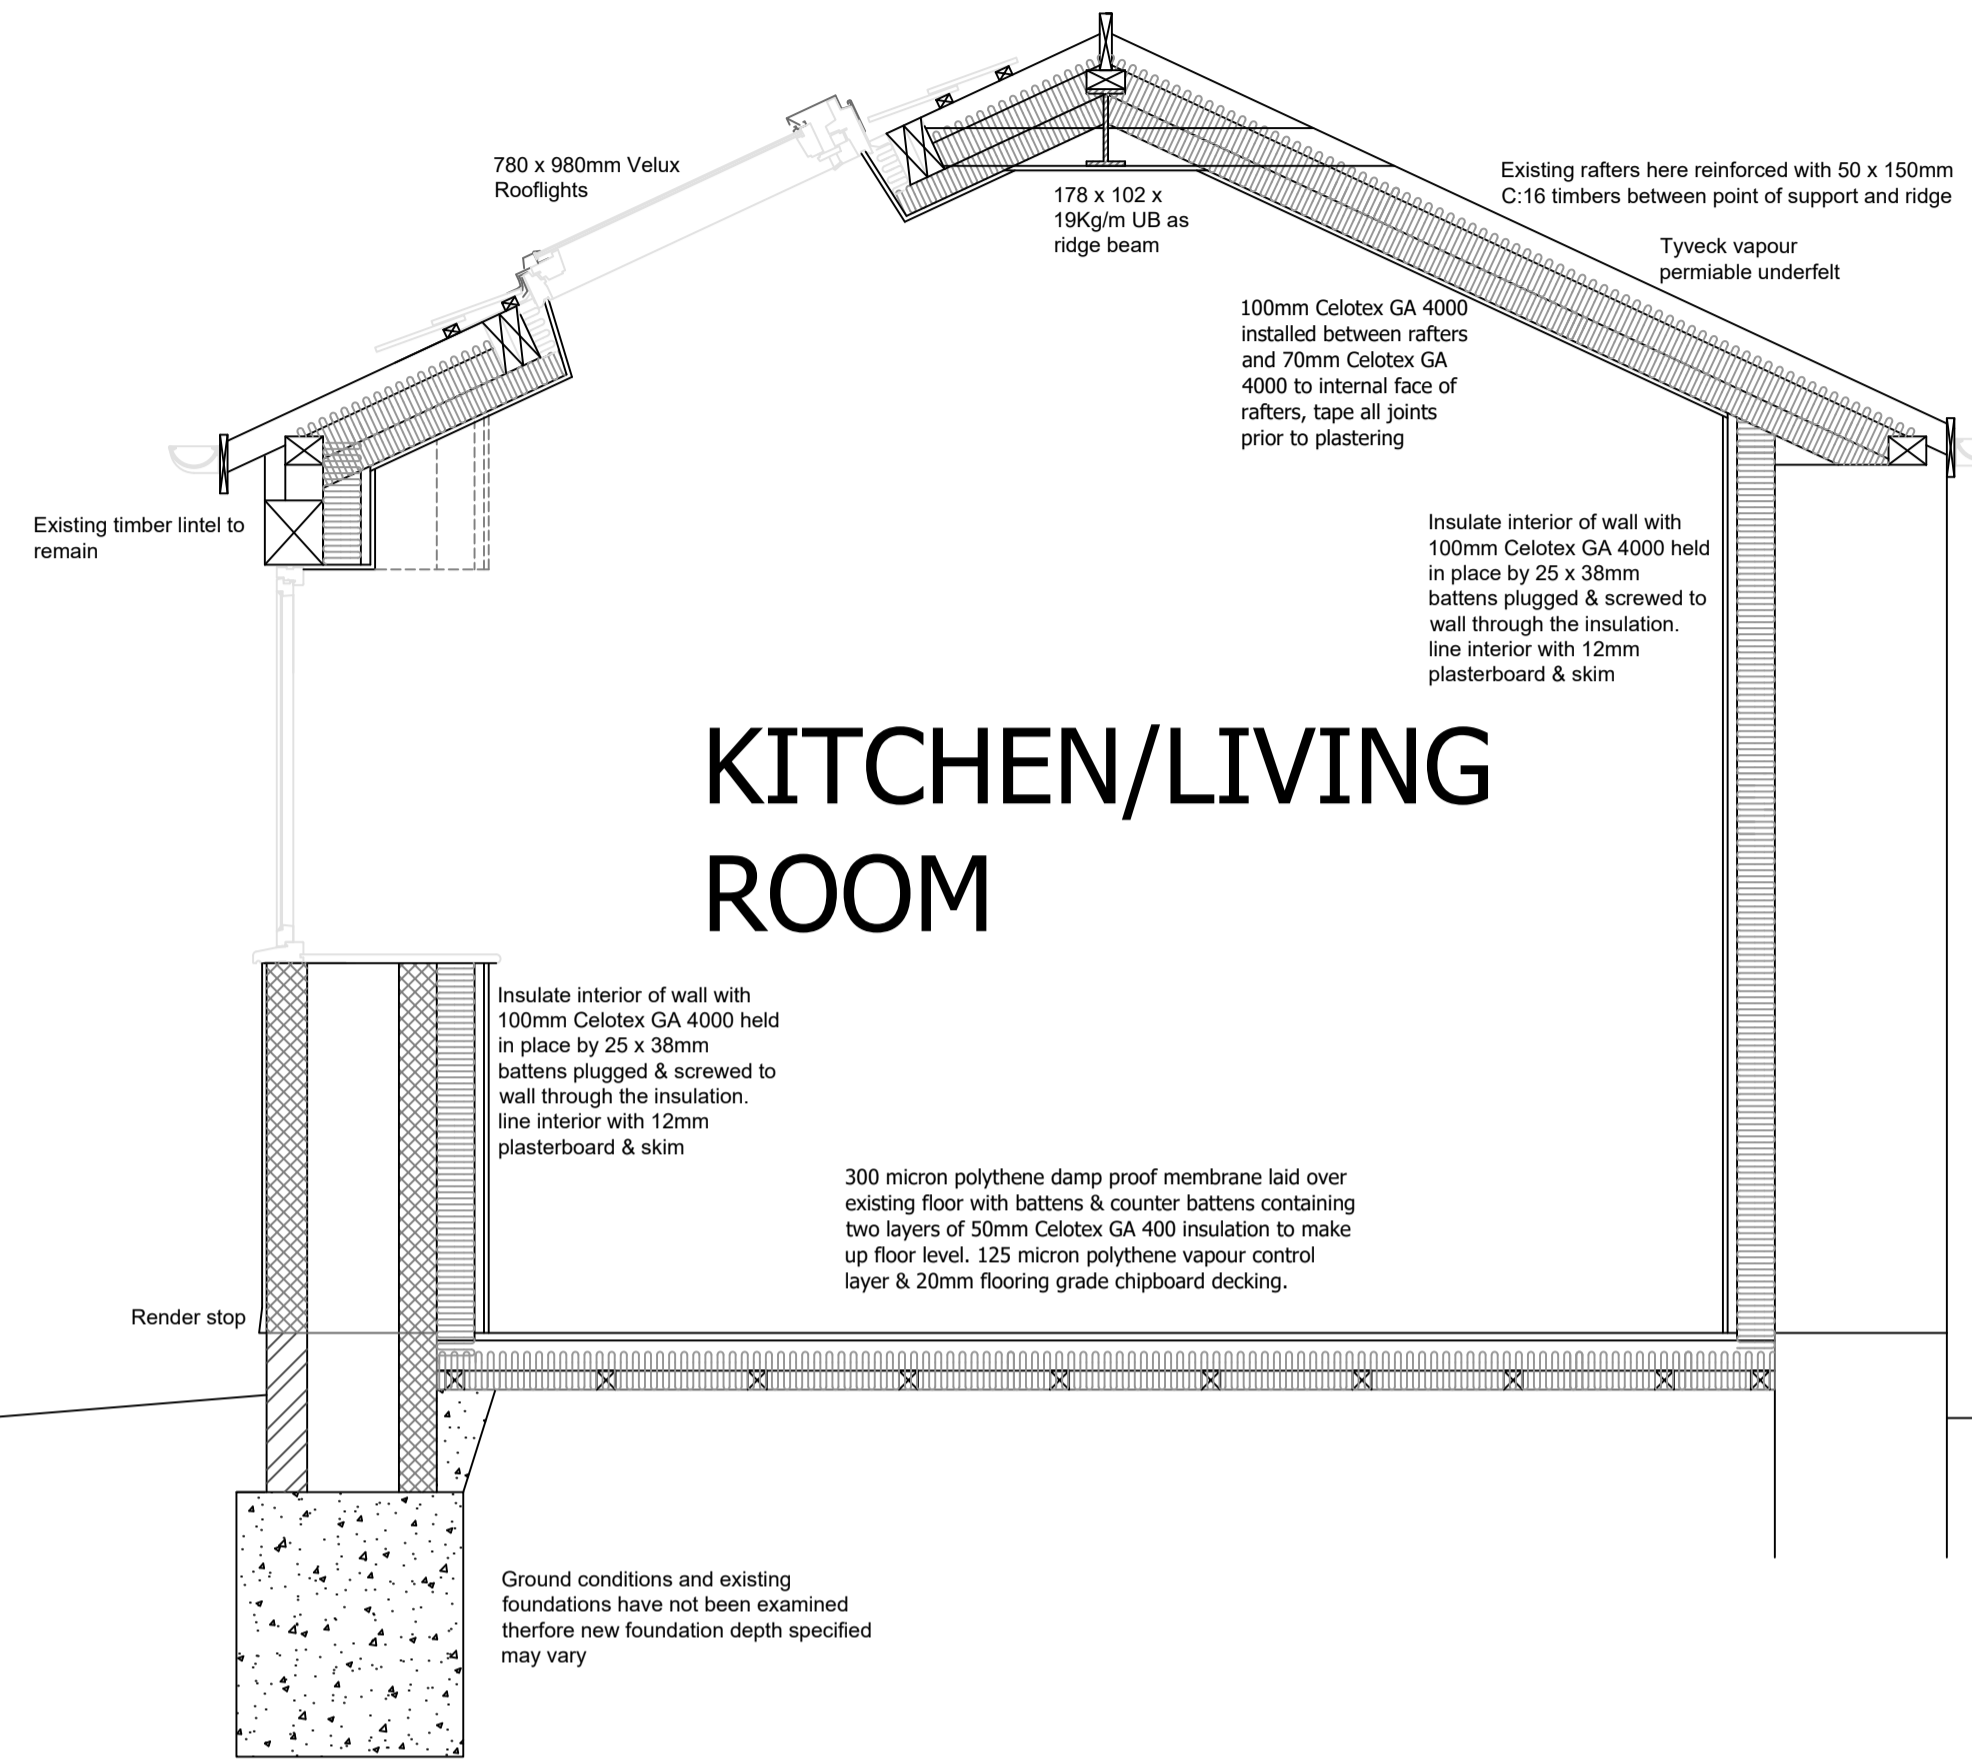 780 x 980mm Velux
Rooflights
178 x 102 x
19Kg/m UB as
ridge beam
Existing rafters here reinforced with 50 x 150mm
C:16 timbers between point of support and ridge
Tyveck vapour
permiable underfelt
100mm Celotex GA 4000
installed between rafters
and 70mm Celotex GA
4000 to internal face of
rafters, tape all joints
prior to plastering
Existing timber lintel to
remain
Insulate interior of wall with
100mm Celotex GA 4000 held
in place by 25 x 38mm
battens plugged & screwed to
wall through the insulation.
line interior with 12mm
plasterboard & skim
KITCHEN/LIVING
ROOM
Insulate interior of wall with
100mm Celotex GA 4000 held
in place by 25 x 38mm
battens plugged & screwed to
wall through the insulation.
line interior with 12mm
plasterboard & skim
300 micron polythene damp proof membrane laid over
existing floor with battens & counter battens containing
two layers of 50mm Celotex GA 400 insulation to make
up floor level. 125 micron polythene vapour control
layer & 20mm flooring grade chipboard decking.
Render stop
Ground conditions and existing
foundations have not been examined
therfore new foundation depth specified
may vary